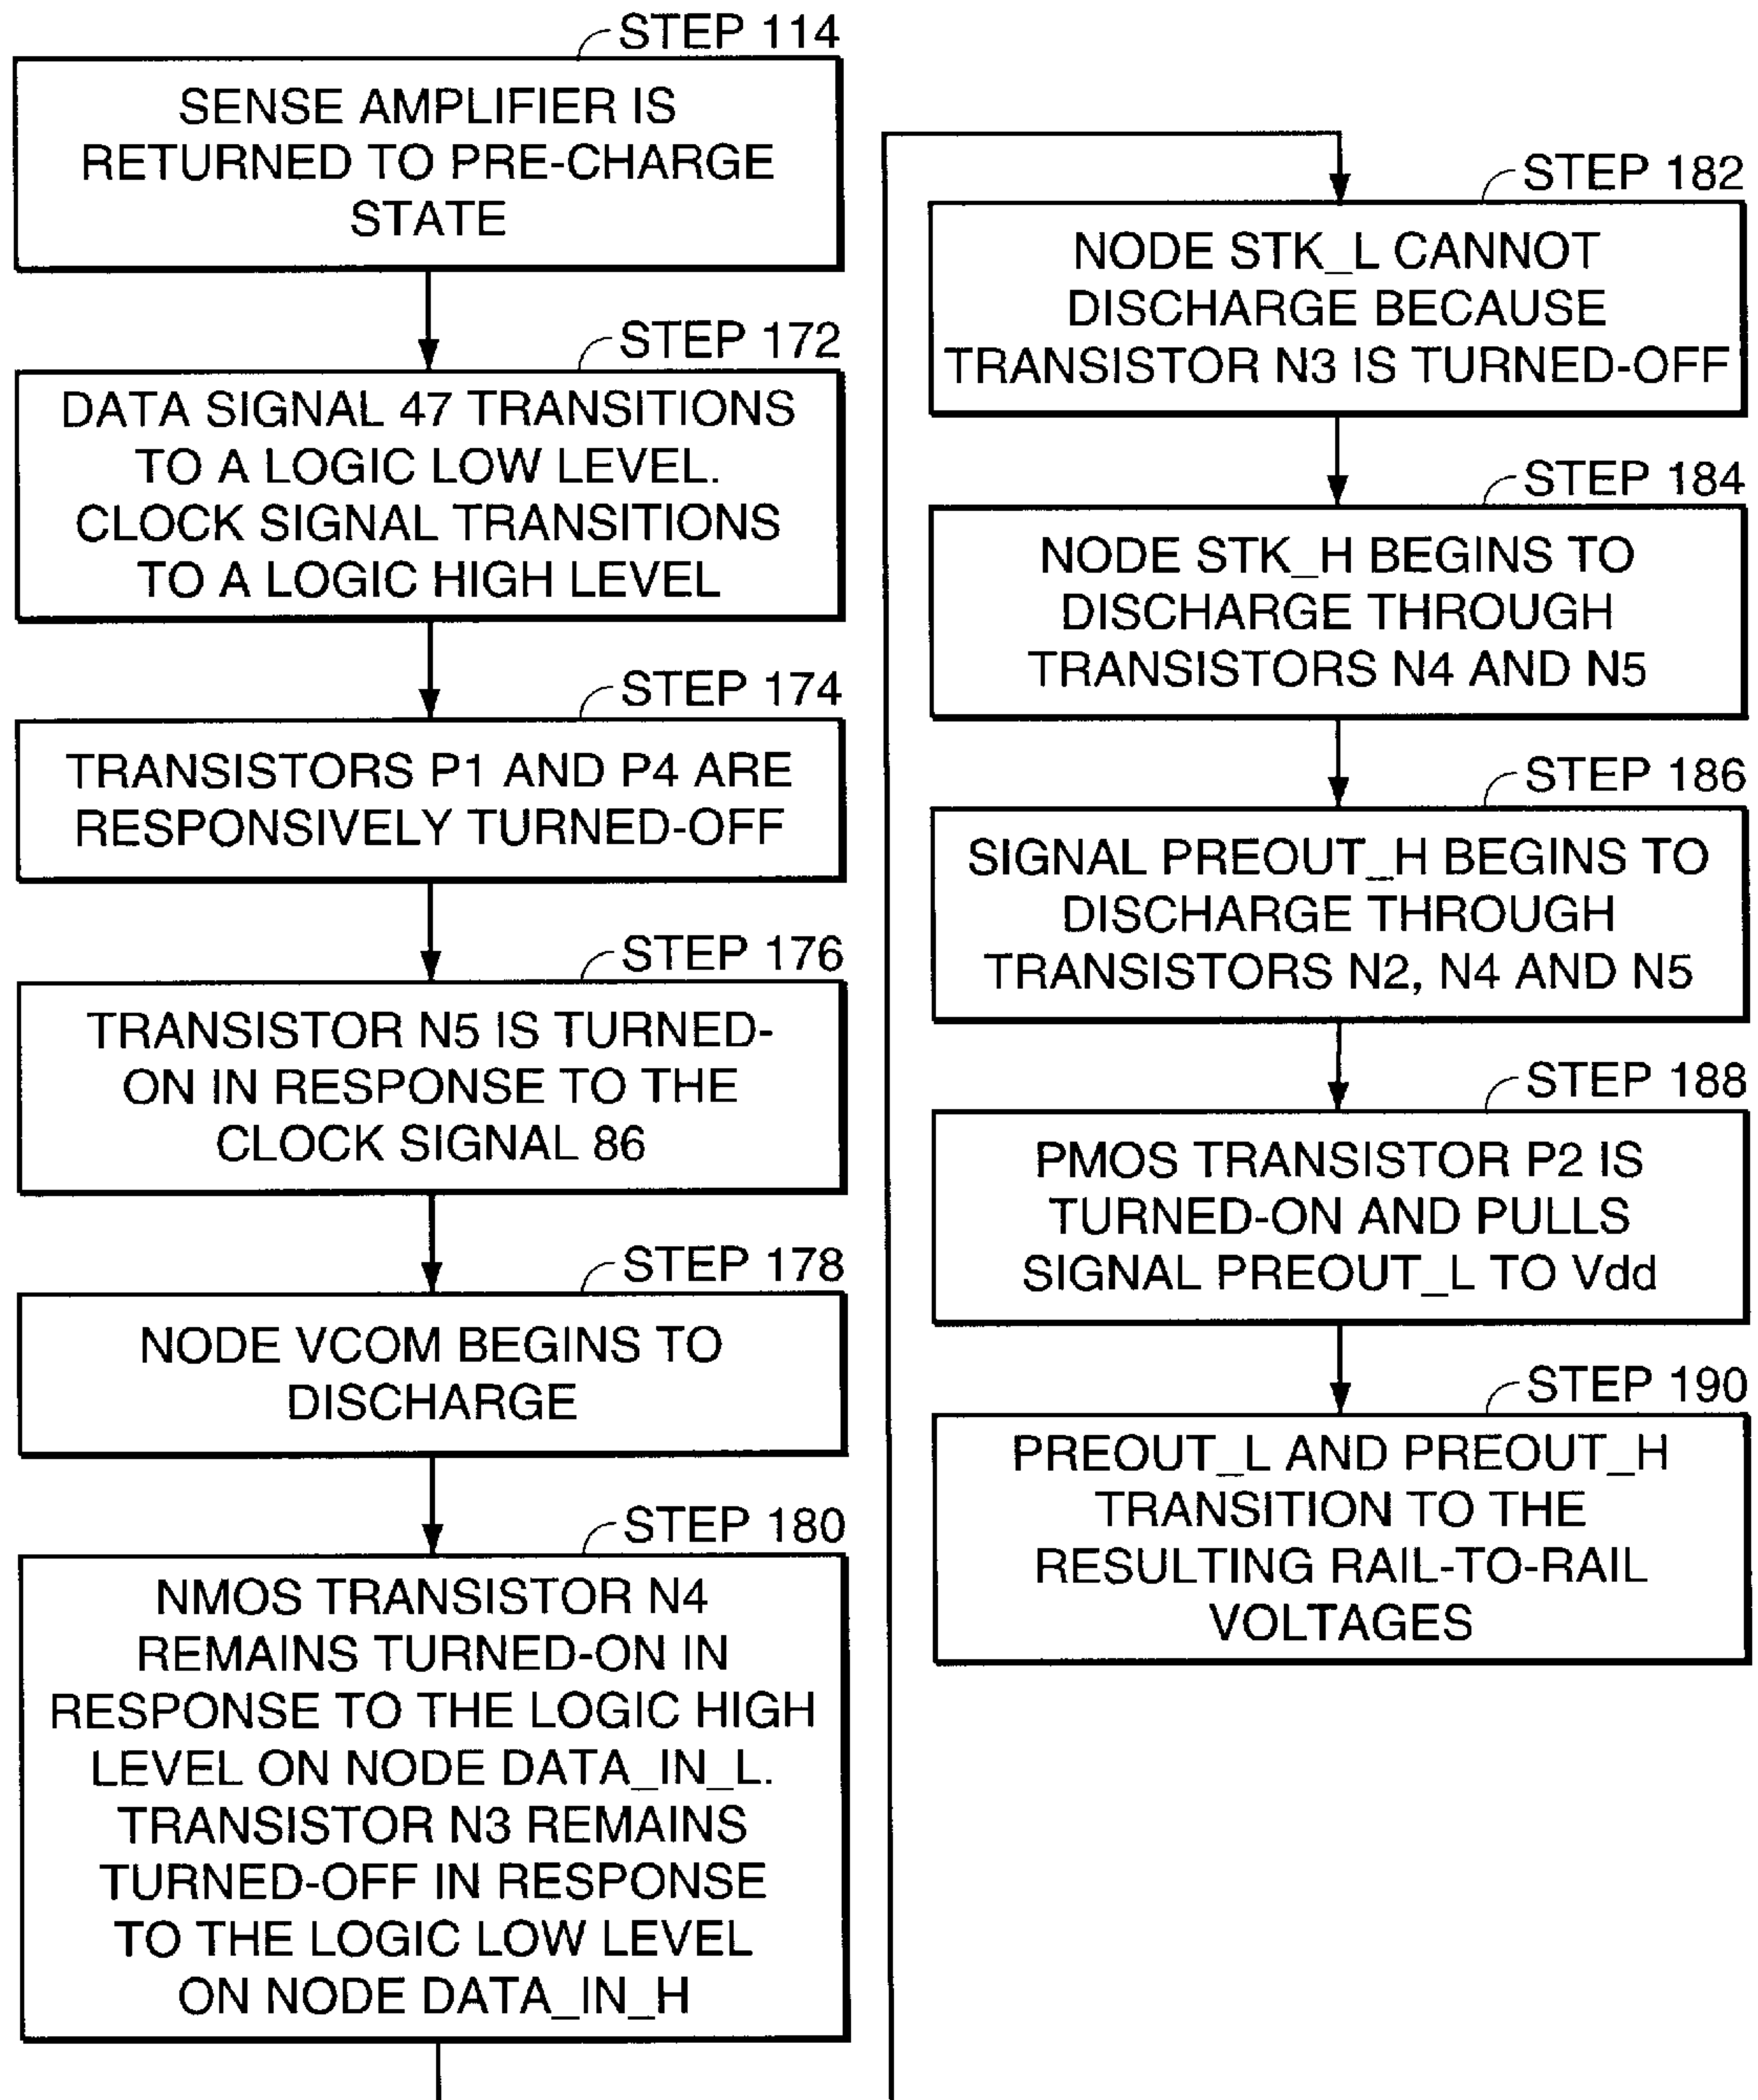 STEP 114
SENSE AMPLIFIER IS
RETURNED TO PRE-CHARGE
STATE
STEP 172
DATA SIGNAL 47 TRANSITIONS
TO A LOGIC LOW LEVEL.
CLOCK SIGNAL TRANSITIONS
TO A LOGIC HIGH LEVEL
STEP 174
TRANSISTORS P1 AND P4 ARE
RESPONSIVELY TURNED-OFF
STEP 176
TRANSISTOR N5 IS TURNED-
ON IN RESPONSE TO THE
CLOCK SIGNAL 86
STEP 178
NODE VCOM BEGINS TO
DISCHARGE
STEP 180
NMOS TRANSISTOR N4
REMAINS TURNED-ON IN
RESPONSE TO THE LOGIC HIGH
LEVEL ON NODE DATA_IN_L.
TRANSISTOR N3 REMAINS
TURNED-OFF IN RESPONSE
TO THE LOGIC LOW LEVEL
ON NODE DATA_IN_H
STEP 182
NODE STK_L CANNOT
DISCHARGE BECAUSE
TRANSISTOR N3 IS TURNED-OFF
STEP 184
NODE STK_H BEGINS TO
DISCHARGE THROUGH
TRANSISTORS N4 AND N5
STEP 186
SIGNAL PREOUT_H BEGINS TO
DISCHARGE THROUGH
TRANSISTORS N2, N4 AND N5
STEP 188
PMOS TRANSISTOR P2 IS
TURNED-ON AND PULLS
SIGNAL PREOUT_L TO Vdd
STEP 190
PREOUT_L AND PREOUT_H
TRANSITION TO THE
RESULTING RAIL-TO-RAIL
VOLTAGES